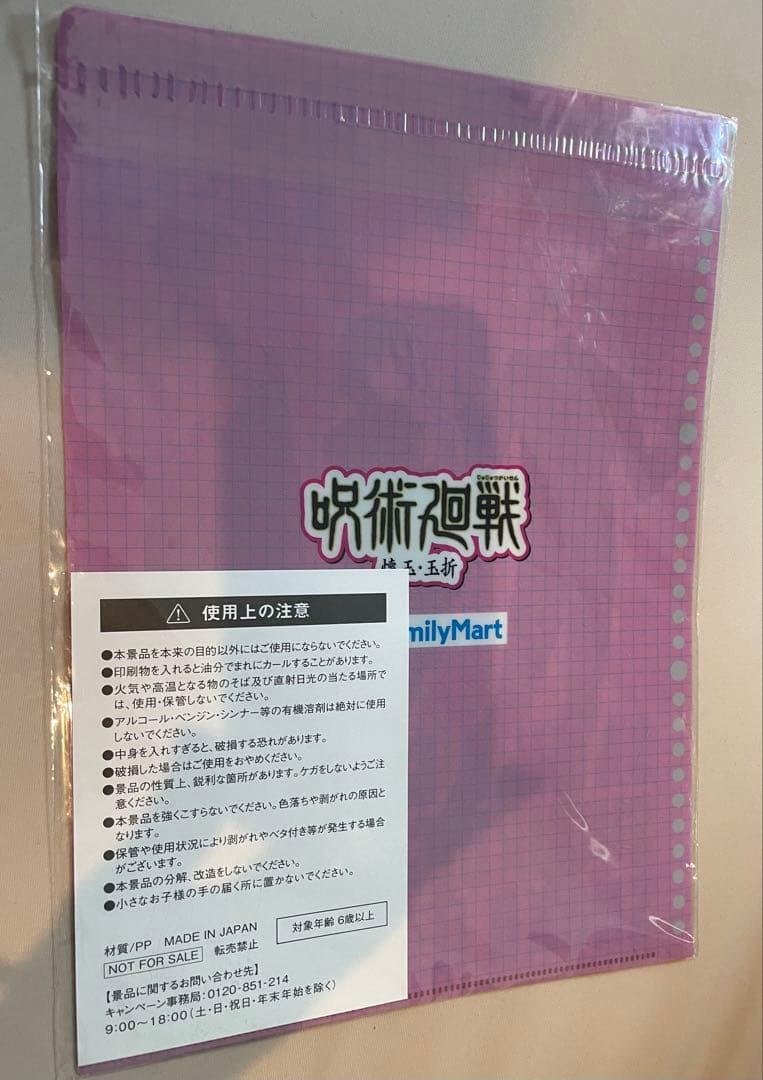 じゅじゅつかいせん
呪術廻戦
懐玉・玉折
milyMart
使用上の注意
●本景品を本来の目的以外にはご使用にならないでください。
●印刷物を入れると油分でまれにカールすることがあります。
●火気や高温となる物のそば及び直射日光の当たる場所で
は、使用・保管しないでください。
●アルコール・ベンジン・シンナー等の有機溶剤は絶対に使用
しないでください。
●中身を入れすぎると、破損する恐れがあります。
●破損した場合はご使用をおやめください。
●景品の性質上、鋭利な箇所があります。ケガをしないようご注
意ください。
●本景品を強くこすらないでください。色落ちや剥がれの原因と
なります。
●保管や使用状況により剥がれやベタ付き等が発生する場合
がございます。
●本景品の分解、改造をしないでください。
●小さなお子様の手の届く所に置かないでください。
材質/PP MADE IN JAPAN
NOT FOR SALE 転売禁止
対象年齢 6歳以上
【景品に関するお問い合わせ先】
キャンペーン事務局:0120-851-214
9:00〜18:00(土・日・祝日・年末年始を除く)